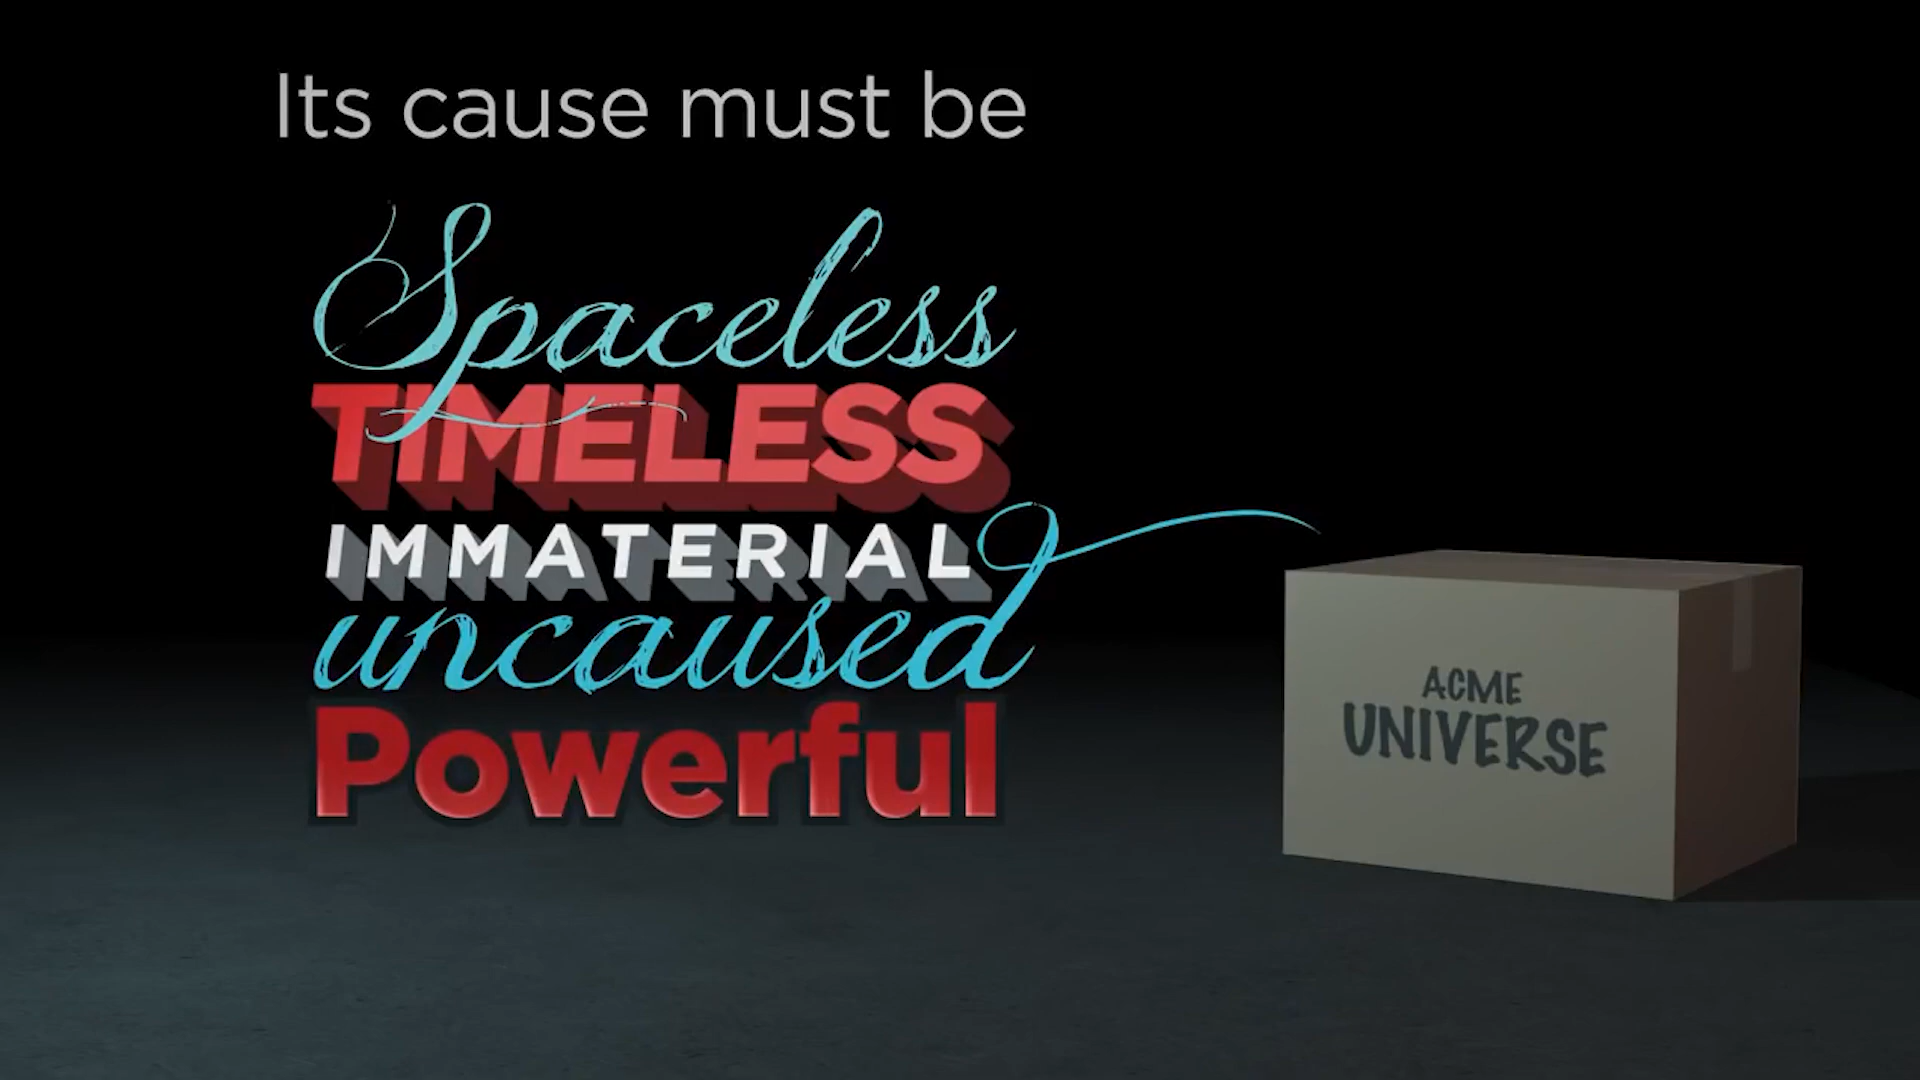 Its cause must be
Spaceless
TIMELESS
IMMATERIAL
uncaused
Powerful
ACME
UNIVERSE